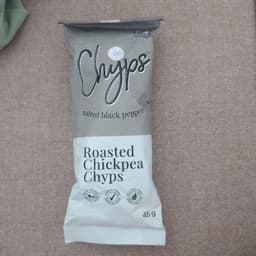 Chyps
salted black pepper
Roasted
Chickpea
Chyps
45 g